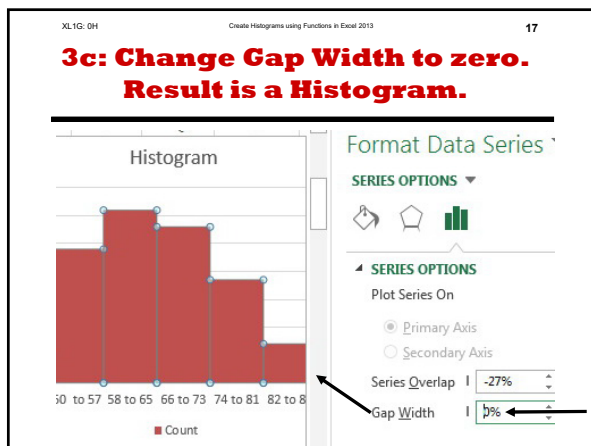 XL1G: 0H
Create Histograms using Functions in Excel 2013
17
3c: Change Gap Width to zero.
Result is a Histogram.
Histogram
58 to 65 66 to 73 74 to 81
Count
Format Data Series
SERIES OPTIONS
SERIES OPTIONS
Plot Series On
Primary Axis
Secondary Axis
Series Overlap -27%
Gap Width 0%